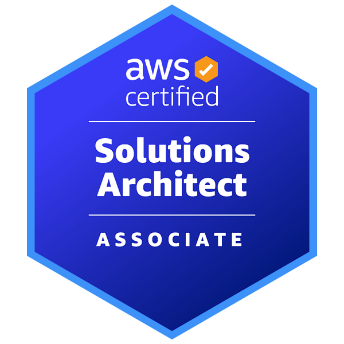 aws
certified
Solutions
Architect
ASSOCIATE